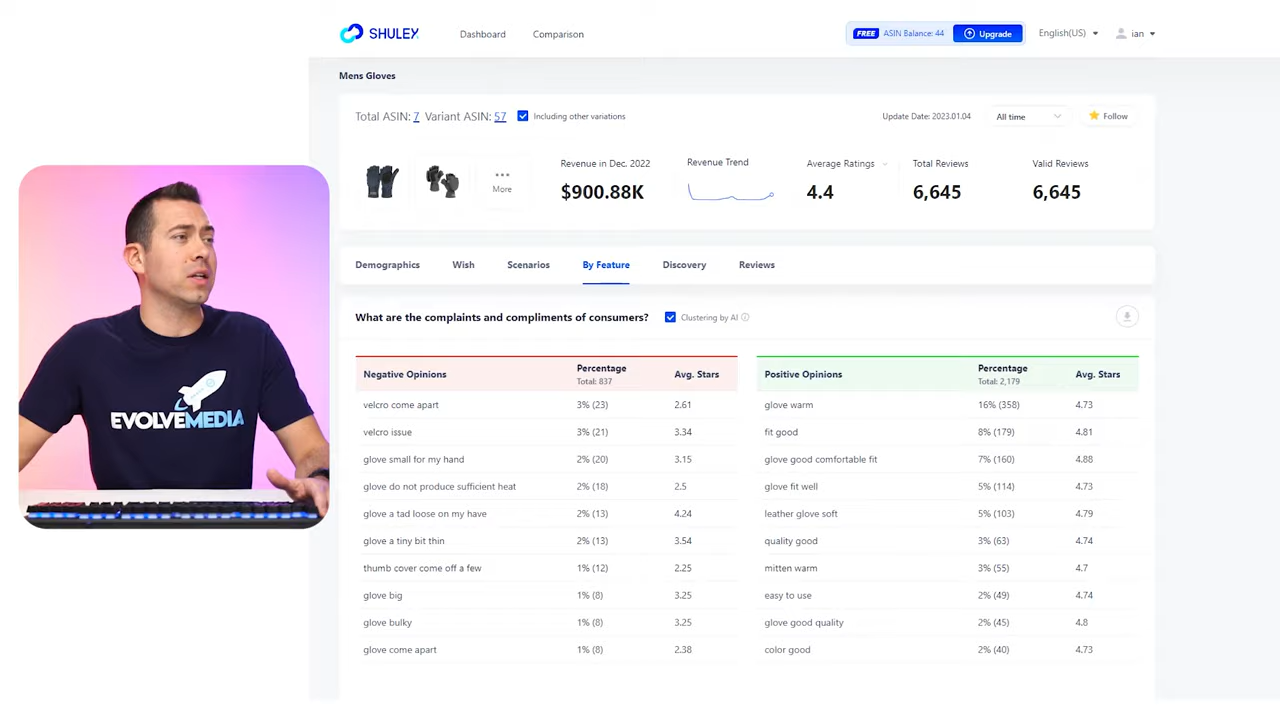 SHULEX
Dashboard
Comparison
FREE ASIN Balance: 44
Upgrade
English(US)
ian
Mens Gloves
Total ASIN: 7 Variant ASIN: 57
Including other variations
Update Date: 2023.01.04
All time
Follow
More
Revenue in Dec. 2022
$900.88K
Revenue Trend
Average Ratings
4.4
Total Reviews
6,645
Valid Reviews
6,645
Demographics
Wish
Scenarios
By Feature
Discovery
Reviews
What are the complaints and compliments of consumers?
Clustering by AI
Negative Opinions Percentage Avg. Stars
Total: 837
velcro come apart 3% (23) 2.61
velcro issue 3% (21) 3.34
glove small for my hand 2% (20) 3.15
glove do not produce sufficient heat 2% (18) 2.5
glove a tad loose on my have 2% (13) 4.24
glove a tiny bit thin 2% (13) 3.54
thumb cover come off a few 1% (12) 2.25
glove big 1% (8) 3.25
glove bulky 1% (8) 3.25
glove come apart 1% (8) 2.38
Positive Opinions Percentage Avg. Stars
Total: 2,179
glove warm 16% (358) 4.73
fit good 8% (179) 4.81
glove good comfortable fit 7% (160) 4.88
glove fit well 5% (114) 4.73
leather glove soft 5% (103) 4.79
quality good 3% (63) 4.74
mitten warm 3% (55) 4.7
easy to use 2% (49) 4.74
glove good quality 2% (45) 4.8
color good 2% (40) 4.73
EVOLVEMEDIA